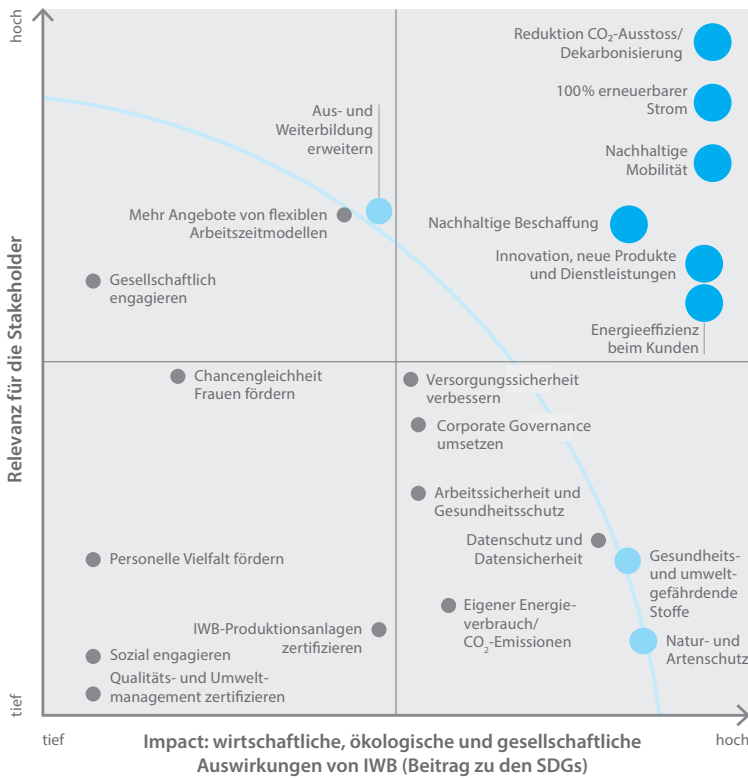 hoch
Relevanz für die Stakeholder
tief
Reduktion CO₂-Ausstoss/
Dekarbonisierung
100% erneuerbarer
Strom
Aus- und
Weiterbildung
erweitern
Nachhaltige
Mobilität
Mehr Angebote von flexiblen
Arbeitszeitmodellen
Nachhaltige Beschaffung
Innovation, neue Produkte
und Dienstleistungen
Gesellschaftlich
engagieren
Energieeffizienz
beim Kunden
Chancengleichheit
Frauen fördern
Versorgungssicherheit
verbessern
Corporate Governance
umsetzen
Arbeitssicherheit und
Gesundheitsschutz
Datenschutz und
Datensicherheit
Gesundheits-
und umwelt-
gefährdende
Stoffe
Personelle Vielfalt fördern
Eigener Energie-
verbrauch/
CO₂-Emissionen
IWB-Produktionsanlagen
zertifizieren
Natur- und
Artenschutz
Sozial engagieren
Qualitäts- und Umwelt-
management zertifizieren
tief
hoch
Impact: wirtschaftliche, ökologische und gesellschaftliche
Auswirkungen von IWB (Beitrag zu den SDGs)